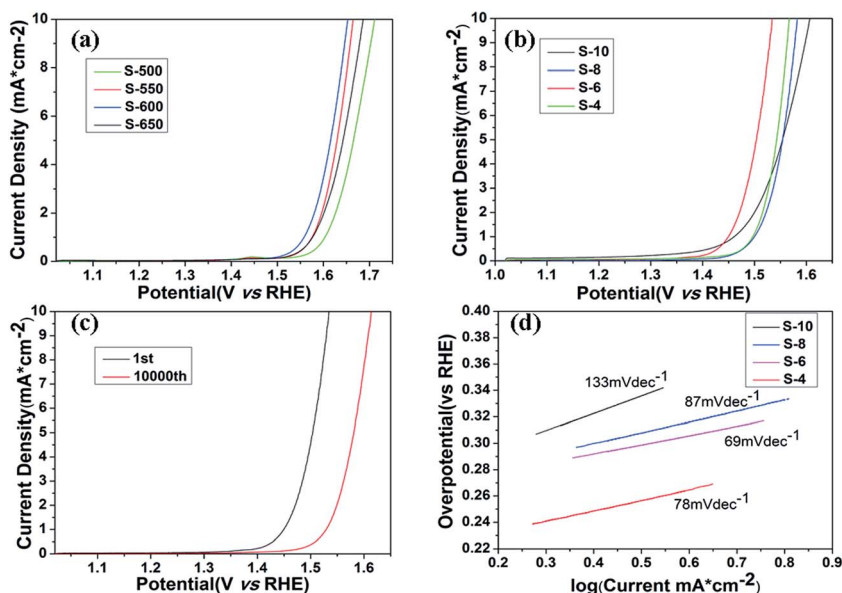 (a)
Current Density (mA*cm-2)
10
8
6
4
2
0
S-500
S-550
S-600
S-650
1.1 1.2 1.3 1.4 1.5 1.6 1.7
Potential(V vs RHE)
(b)
Current Density(mA*cm-2)
10
9
8
7
6
5
4
3
2
1
0
S-10
S-8
S-6
S-4
1.0 1.1 1.2 1.3 1.4 1.5 1.6
Potential(V vs RHE)
(c)
Current Density(mA*cm-2)
10
9
8
7
6
5
4
3
2
1
0
1st
10000th
1.1 1.2 1.3 1.4 1.5 1.6
Potential(V vs RHE)
(d)
Overpotential(vs RHE)
0.40
0.38
0.36
0.34
0.32
0.30
0.28
0.26
0.24
0.22
S-10
S-8
S-6
S-4
133mVdec-1
87mVdec-1
69mVdec-1
78mVdec-1
0.2 0.3 0.4 0.5 0.6 0.7 0.8 0.9
log(Current mA*cm-2)